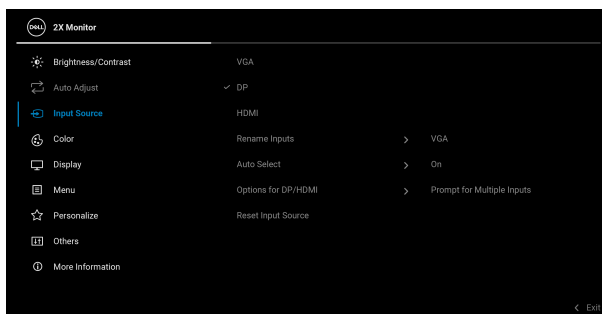 DELL 2X Monitor
Brightness/Contrast VGA
Auto Adjust DP
Input Source HDMI
Color Rename Inputs VGA
Display Auto Select On
Menu Options for DP/HDMI Prompt for Multiple Inputs
Personalize Reset Input Source
Others
More Information
Exit